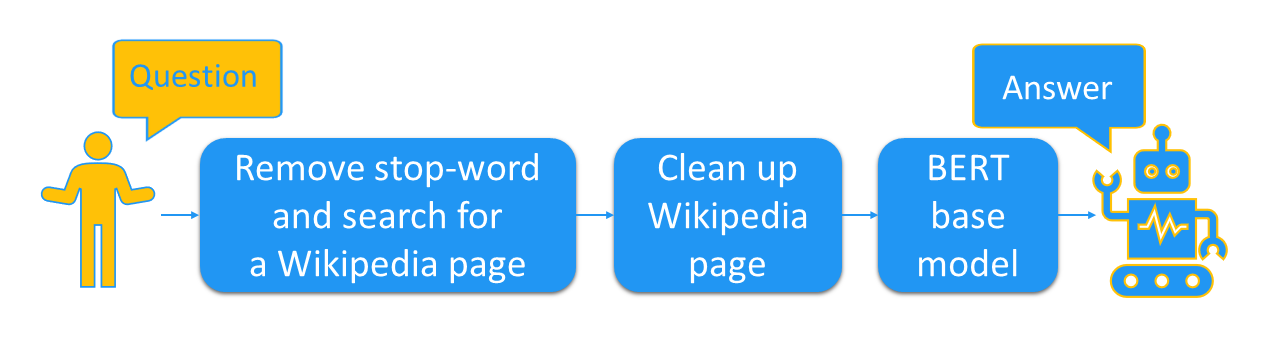 Question
Answer
Remove stop-word
and search for
a Wikipedia page
Clean up
Wikipedia
page
BERT
base
model